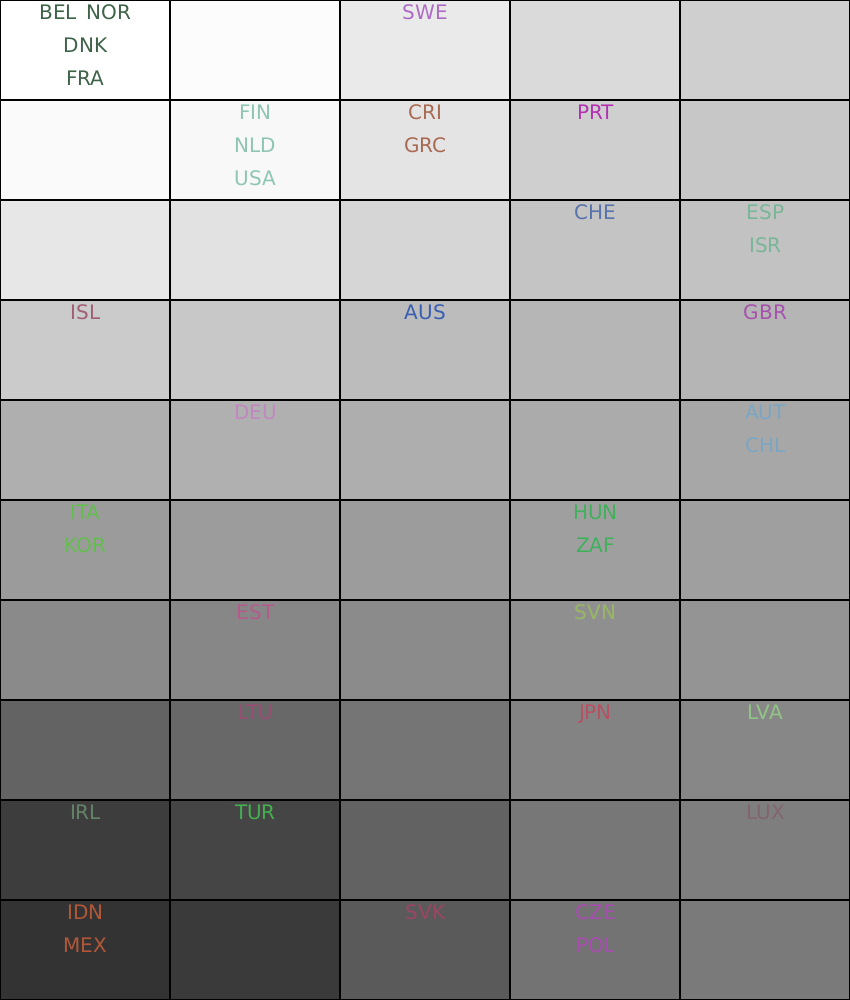 BEL NOR
DNK
FRA
SWE
FIN
NLD
USA
CRI
GRC
PRT
CHE
ESP
ISR
ISL
AUS
GBR
DEU
AUT
CHL
ITA
KOR
HUN
ZAF
EST
SVN
LTU
JPN
LVA
IRL
TUR
LUX
IDN
MEX
SVK
CZE
POL